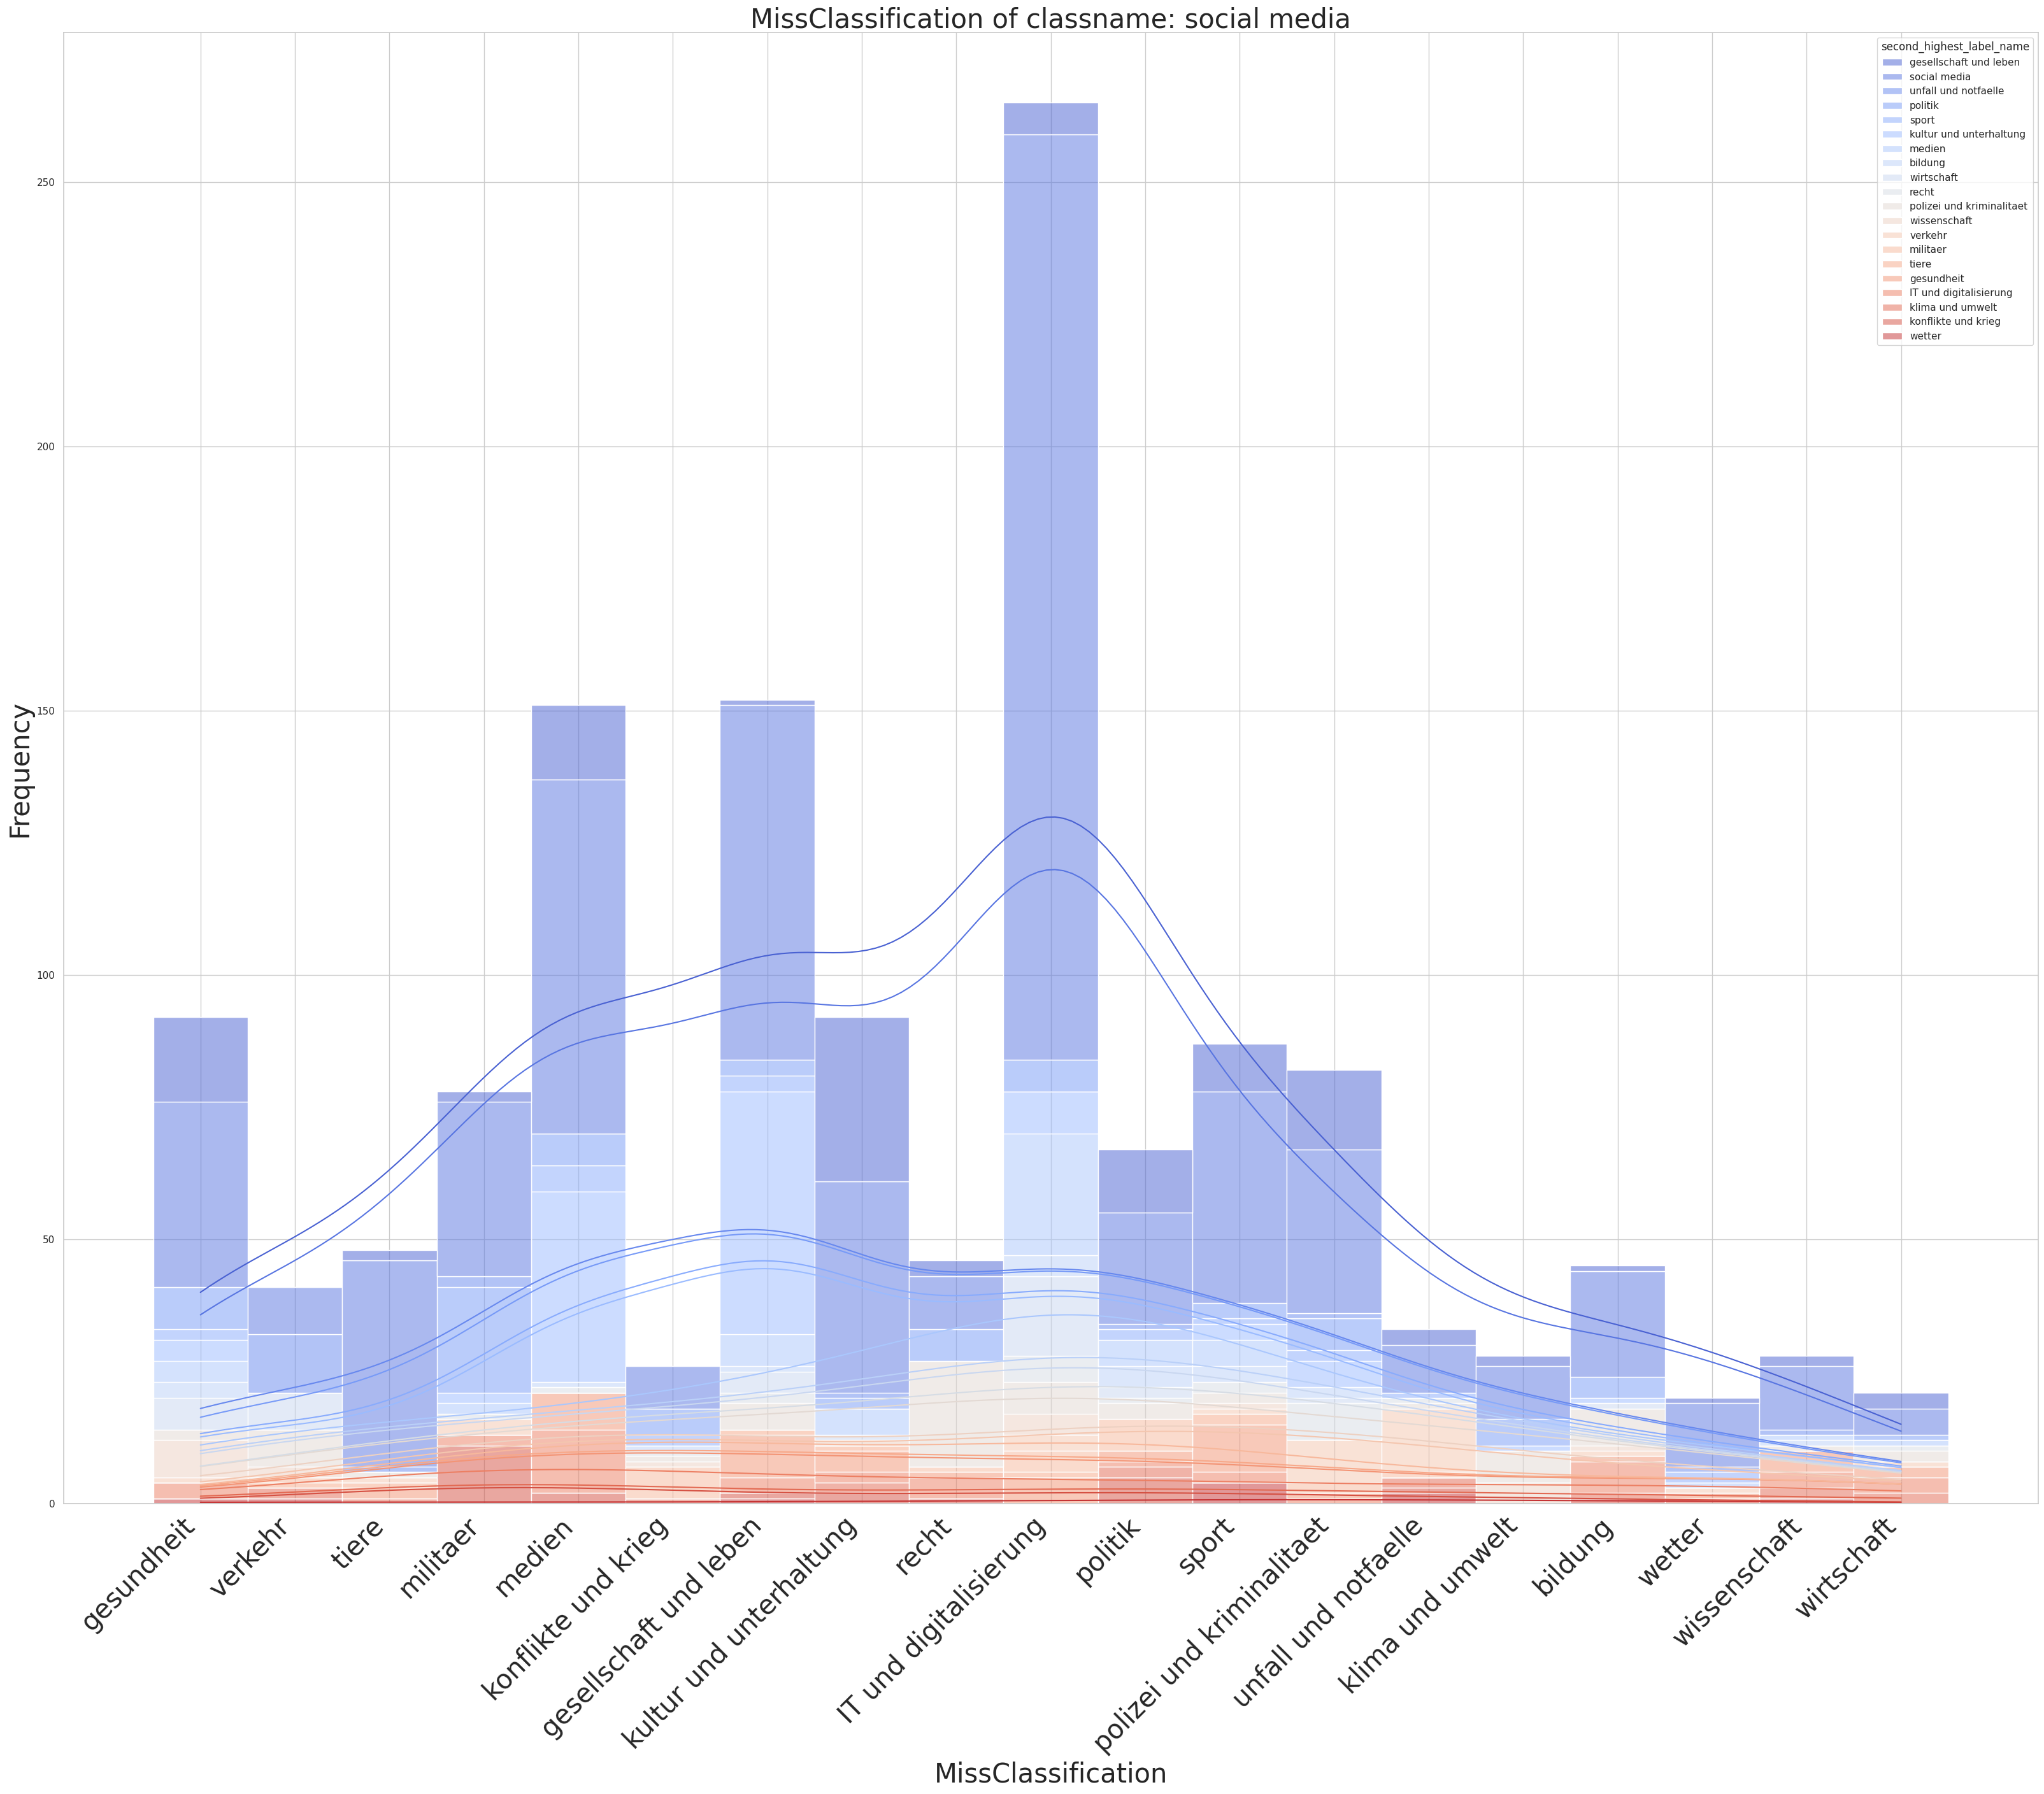 MissClassification of classname: social media
second_highest_label_name
gesellschaft und leben
social media
unfall und notfaelle
politik
sport
kultur und unterhaltung
medien
bildung
wirtschaft
recht
polizei und kriminalitaet
wissenschaft
verkehr
militaer
tiere
gesundheit
IT und digitalisierung
klima und umwelt
konflikte und krieg
wetter
250
200
150
100
50
0
Frequency
gesundheit
verkehr
tiere
militaer
medien
konflikte und krieg
gesellschaft und leben
kultur und unterhaltung
recht
IT und digitalisierung
politik
sport
polizei und kriminalitaet
unfall und notfaelle
klima und umwelt
bildung
wetter
wissenschaft
wirtschaft
MissClassification